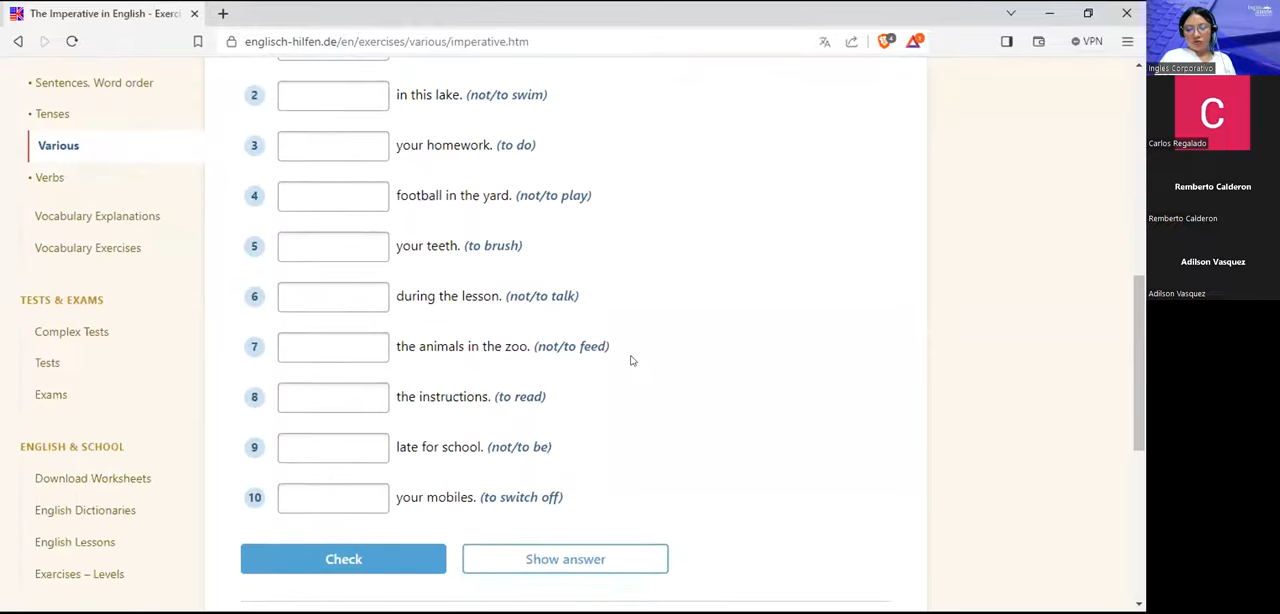 The Imperative in English - Exerci
englisch-hilfen.de/en/exercises/various/imperative.htm
4
1
VPN
• Sentences. Word order
• Tenses
Various
• Verbs
Vocabulary Explanations
Vocabulary Exercises
TESTS & EXAMS
Complex Tests
Tests
Exams
ENGLISH & SCHOOL
Download Worksheets
English Dictionaries
English Lessons
Exercises – Levels
2 in this lake. (not/to swim)
3 your homework. (to do)
4 football in the yard. (not/to play)
5 your teeth. (to brush)
6 during the lesson. (not/to talk)
7 the animals in the zoo. (not/to feed)
8 the instructions. (to read)
9 late for school. (not/to be)
10 your mobiles. (to switch off)
Check
Show answer
Ingles Corporativo
C
Carlos Regalado
Remberto Calderon
Remberto Calderon
Adilson Vasquez
Adilson Vasquez